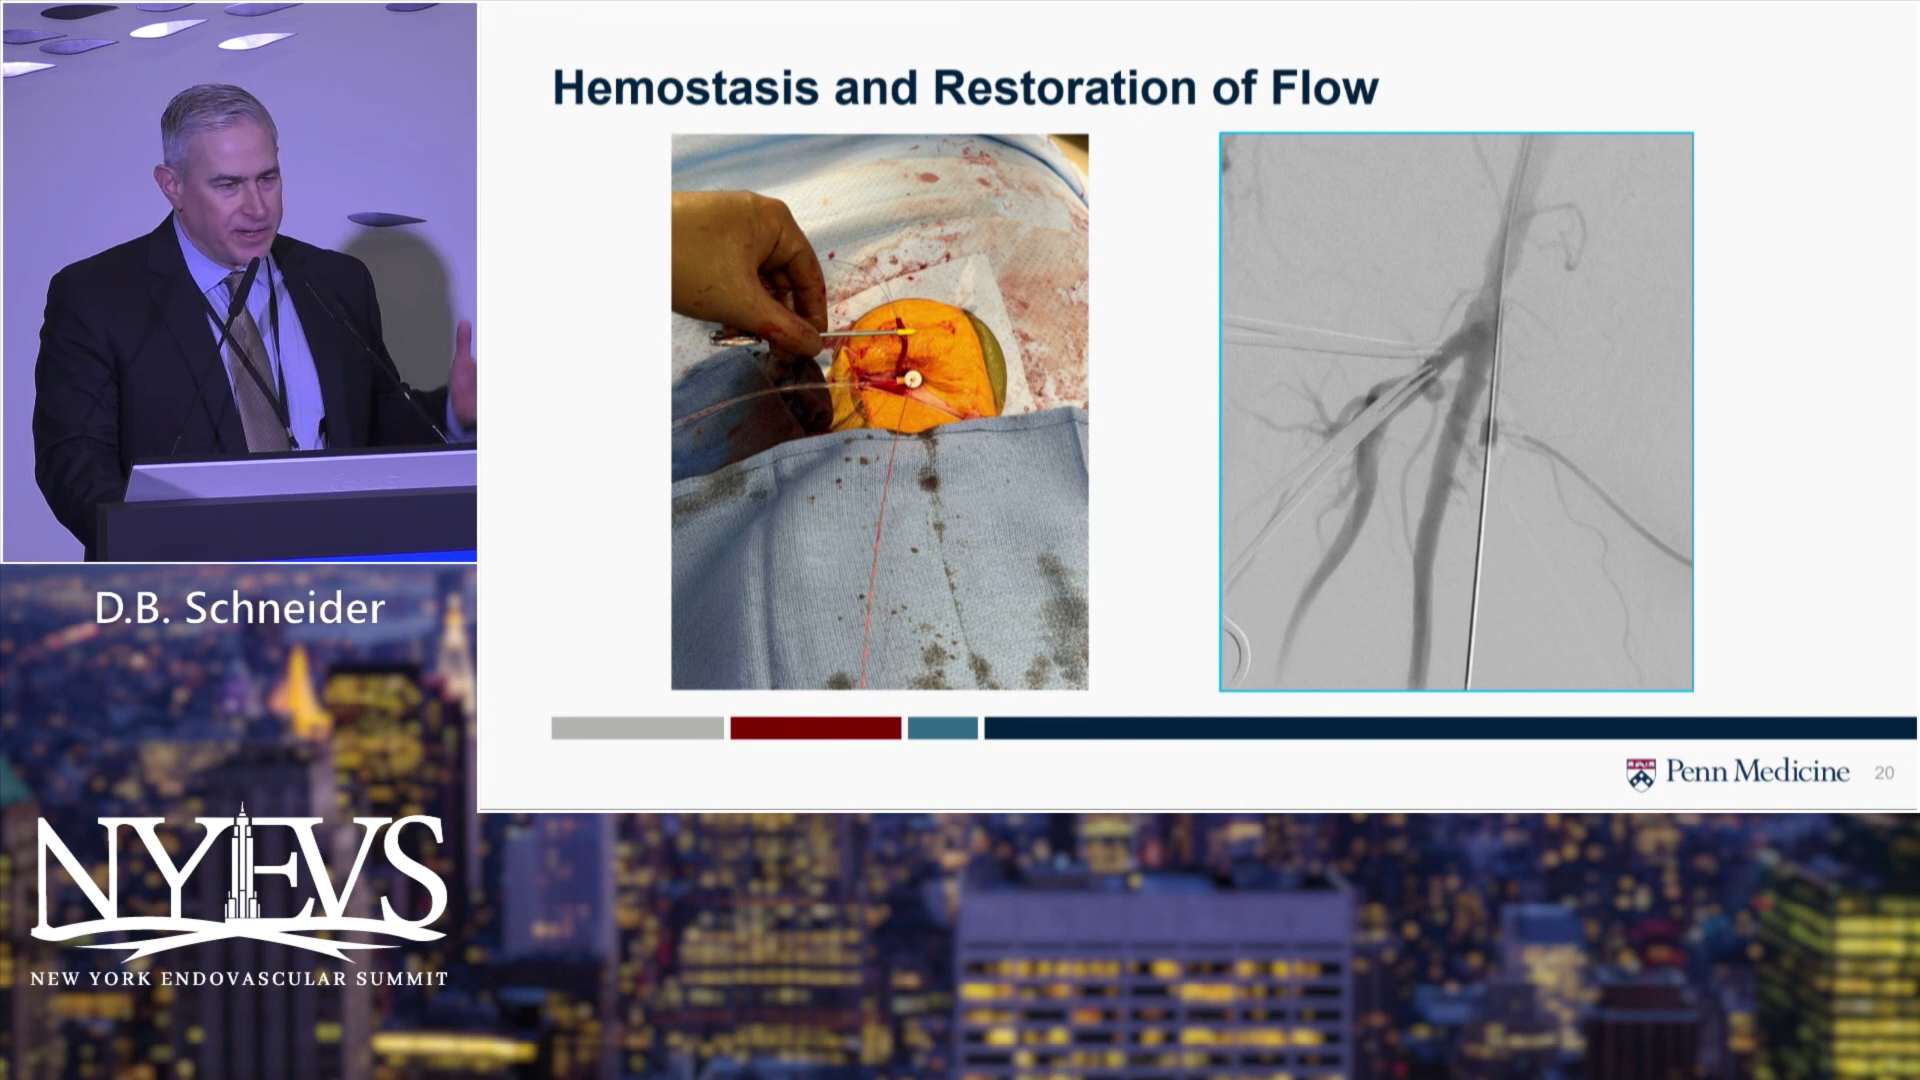 Hemostasis and Restoration of Flow
Penn Medicine 20
D.B. Schneider
NYEVS
NEW YORK ENDOVASCULAR SUMMIT